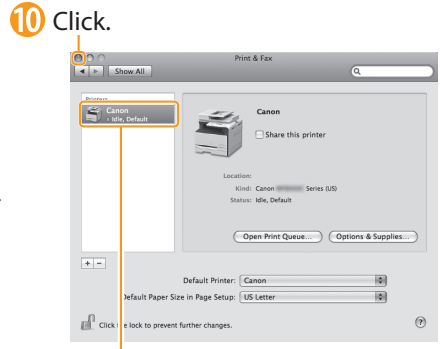 10 Click.
Print & Fax
Show All
Printers
Canon
• Idle, Default
Canon
Share this printer
Location:
Kind: Canon Series (US)
Status: Idle, Default
Open Print Queue...
Options & Supplies...
+ −
Default Printer: Canon
Default Paper Size in Page Setup: US Letter
Click the lock to prevent further changes.
?